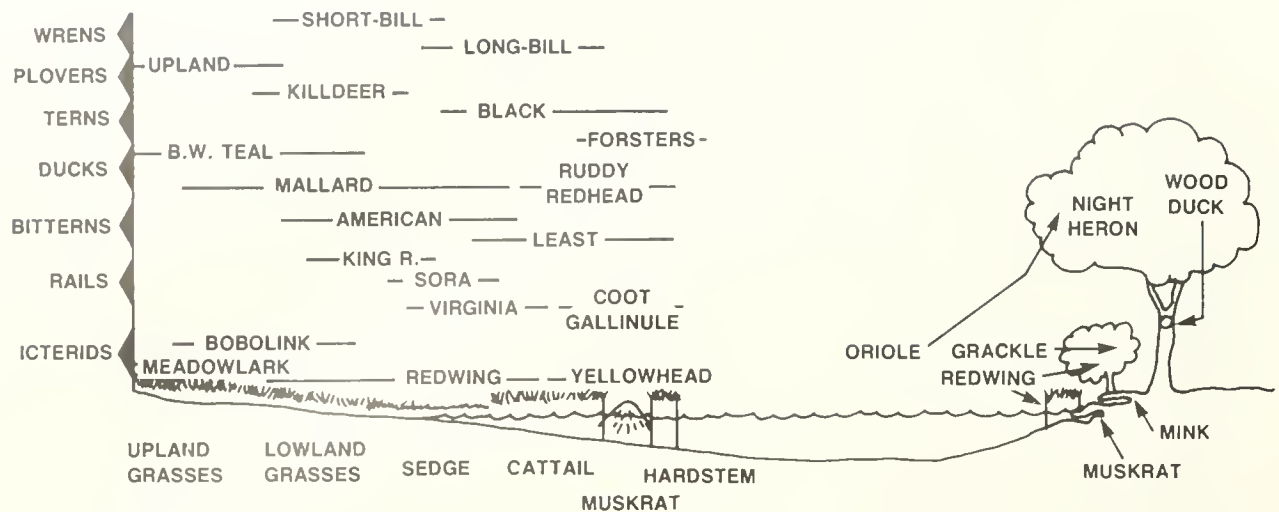 SHORT-BILL
WRENS
LONG-BILL
UPLAND
PLOVERS
KILLDEER
BLACK
TERNS
FORSTERS
B.W. TEAL
DUCKS
MALLARD
RUDDY
REDHEAD
BITTERNS
AMERICAN
LEAST
KING R.
RAILS
SORA
VIRGINIA
COOT
GALLINULE
BOBOLINK
ICTERIDS
MEADOWLARK
REDWING
YELLOWHEAD
NIGHT
HERON
WOOD
DUCK
ORIOLE
GRACKLE
REDWING
MINK
MUSKRAT
UPLAND
GRASSES
LOWLAND
GRASSES
SEDGE
CATTAIL
MUSKRAT
HARDSTEM